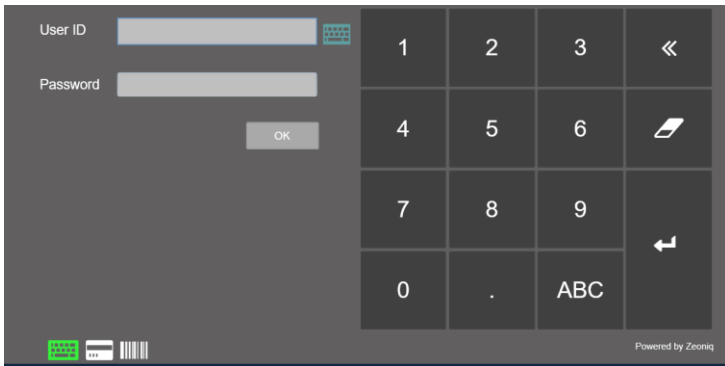 User ID
Password
OK
1 2 3
4 5 6
7 8 9
0 . ABC
Powered by Zeoniq